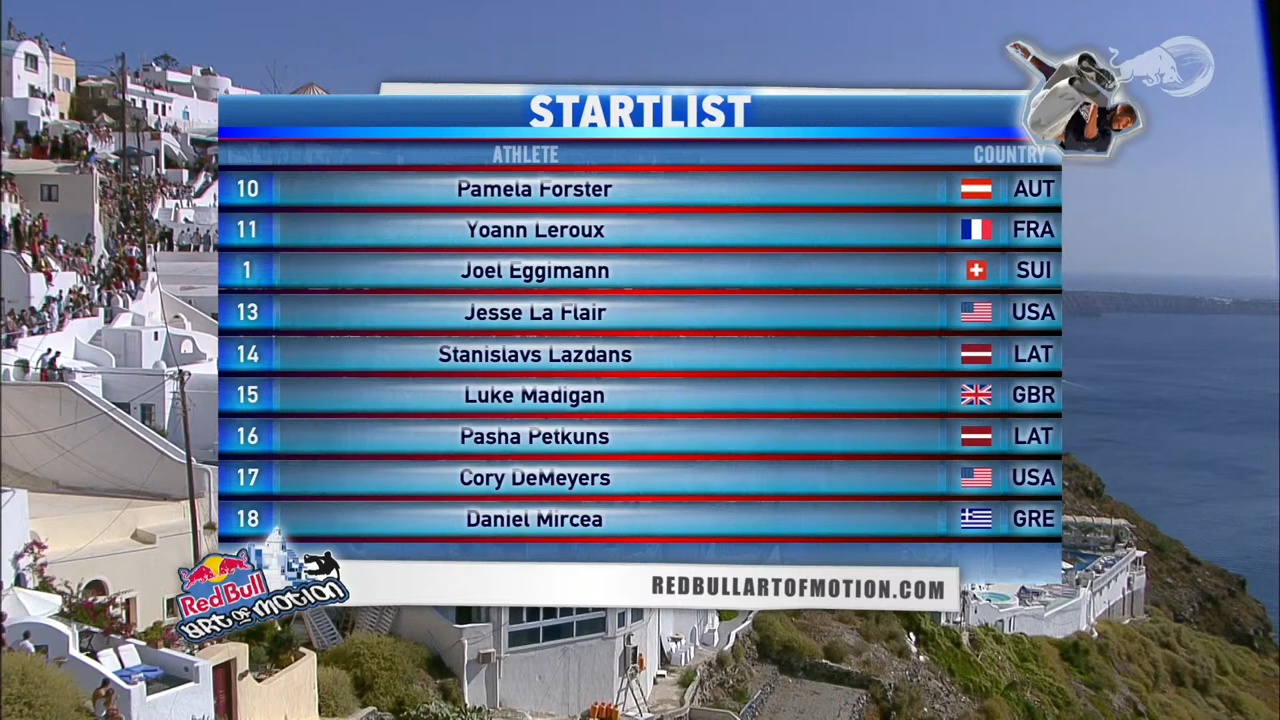 STARTLIST
ATHLETE COUNTRY
10 Pamela Forster AUT
11 Yoann Leroux FRA
1 Joel Eggimann SUI
13 Jesse La Flair USA
14 Stanislavs Lazdans LAT
15 Luke Madigan GBR
16 Pasha Petkuns LAT
17 Cory DeMeyers USA
18 Daniel Mircea GRE
Red Bull
ART OF MOTION
REDBULLARTOFMOTION.COM